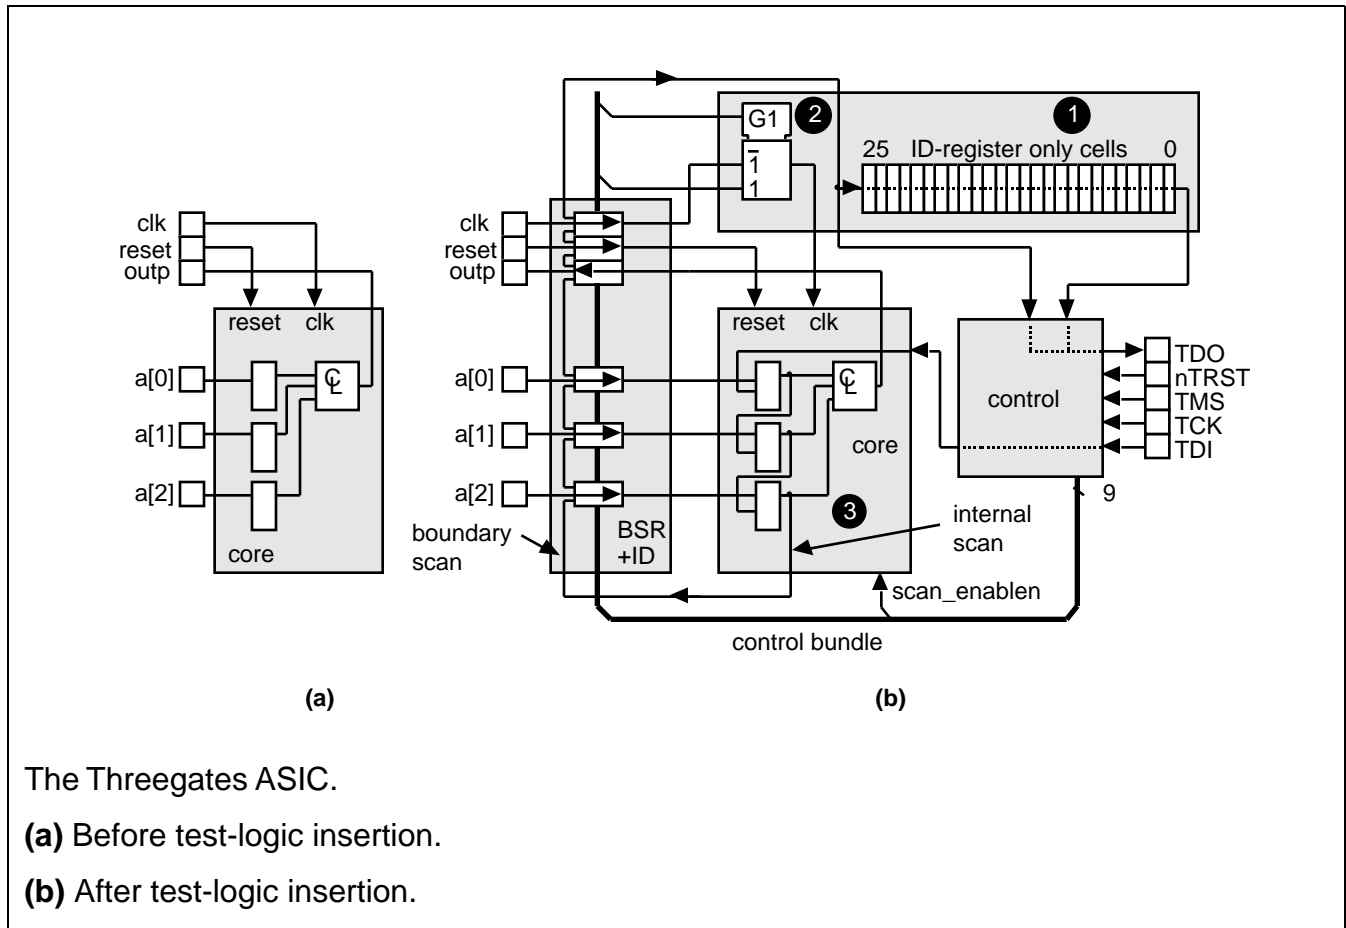 clk
reset
outp
reset clk
a[0]
C L
a[1]
a[2]
core
(a)
G1
2
1
25 ID-register only cells 0
1
1
clk
reset
outp
reset clk
a[0]
C L
a[1]
core
a[2]
3
boundary
scan
BSR
+ID
internal
scan
control
TDO
nTRST
TMS
TCK
TDI
9
scan_enablen
control bundle
(b)
The Threegates ASIC.
(a) Before test-logic insertion.
(b) After test-logic insertion.